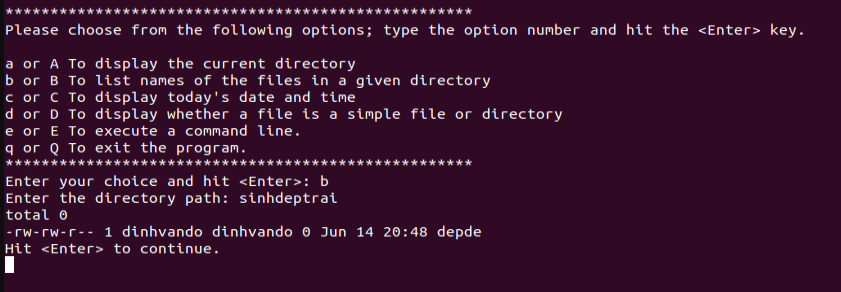 ****************************************************
Please choose from the following options; type the option number and hit the <Enter> key.
a or A To display the current directory
b or B To list names of the files in a given directory
c or C To display today's date and time
d or D To display whether a file is a simple file or directory
e or E To execute a command line.
q or Q To exit the program.
****************************************************
Enter your choice and hit <Enter>: b
Enter the directory path: sinhdeptrai
total 0
-rw-rw-r-- 1 dinhvando dinhvando 0 Jun 14 20:48 depde
Hit <Enter> to continue.